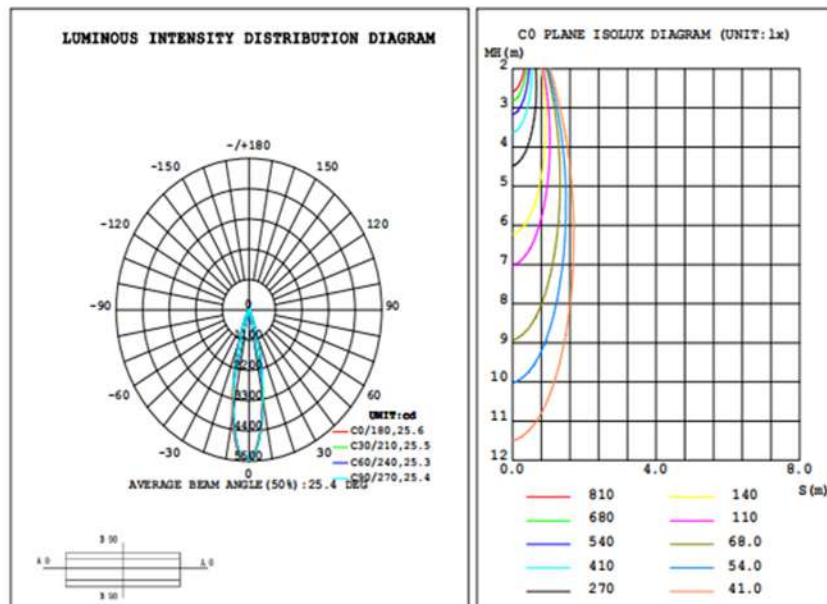 LUMINOUS INTENSITY DISTRIBUTION DIAGRAM
-/+180
-150 150
-120 120
-90 90
-60 60
-30 30
0
1100
2200
3300
4400
5500
0
UNIT:cd
C0/180,25.6
C30/210,25.5
C60/240,25.3
C90/270,25.4
AVERAGE BEAM ANGLE(50%):25.4 DEG
C0 PLANE ISOLUX DIAGRAM (UNIT:lx)
MH(m)
2
3
4
5
6
7
8
9
10
11
12
0.0 4.0 8.0
S(m)
810 140
680 110
540 68.0
410 54.0
270 41.0